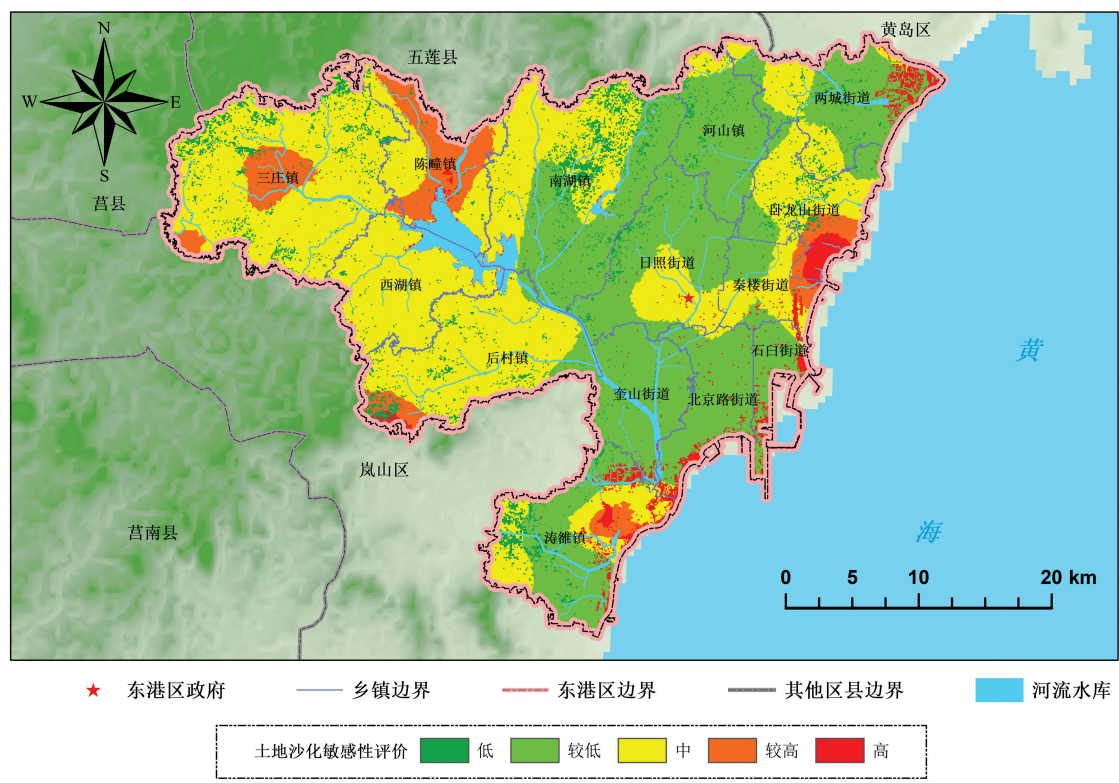 黄岛区
N
五莲县
两城街道
W
E
河山镇
陈疃镇
S
三庄镇
南湖镇
莒县
卧龙山街道
日照街道
西湖镇
秦楼街道
黄
石臼街道
后村镇
奎山街道
北京路街道
岚山区
莒南县
海
涛雒镇
0 5 10 20 km
东港区政府
乡镇边界
东港区边界
其他区县边界
河流水库
土地沙化敏感性评价
低
较低
中
较高
高